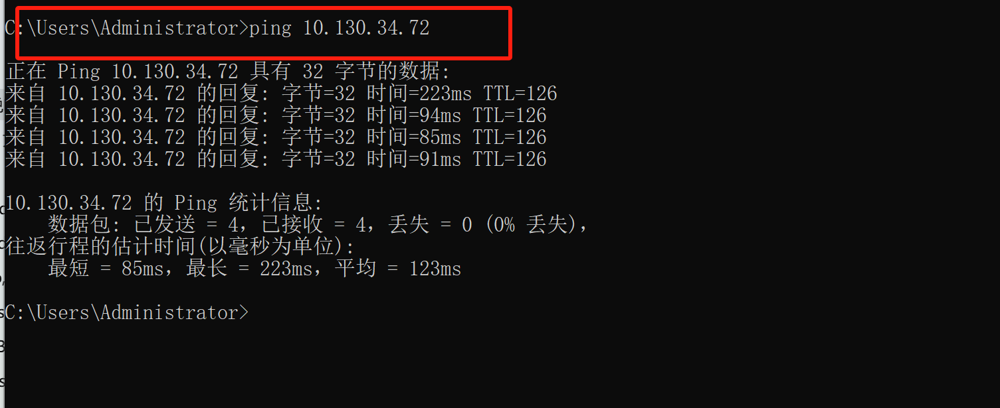 C:\Users\Administrator>ping 10.130.34.72
正在 Ping 10.130.34.72 具有 32 字节的数据:
来自 10.130.34.72 的回复: 字节=32 时间=223ms TTL=126
来自 10.130.34.72 的回复: 字节=32 时间=94ms TTL=126
来自 10.130.34.72 的回复: 字节=32 时间=85ms TTL=126
来自 10.130.34.72 的回复: 字节=32 时间=91ms TTL=126
10.130.34.72 的 Ping 统计信息:
数据包: 已发送 = 4，已接收 = 4，丢失 = 0 (0% 丢失)，
往返行程的估计时间(以毫秒为单位):
最短 = 85ms，最长 = 223ms，平均 = 123ms
C:\Users\Administrator>